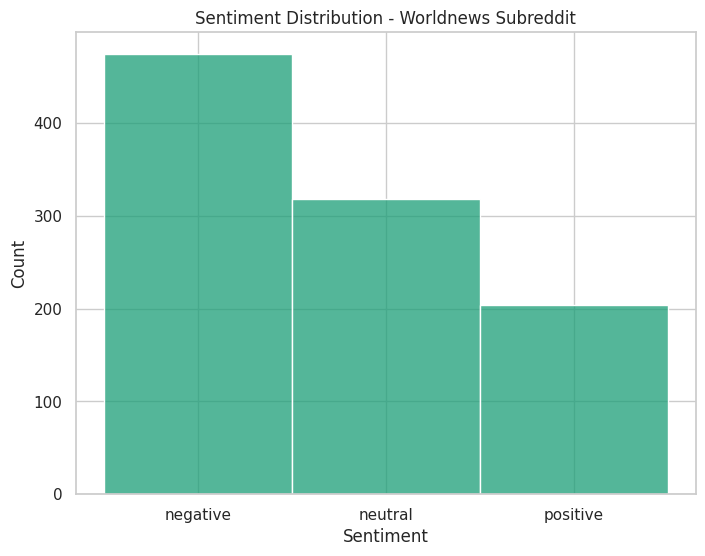 Sentiment Distribution - Worldnews Subreddit
Count
400
300
200
100
0
negative neutral positive
Sentiment